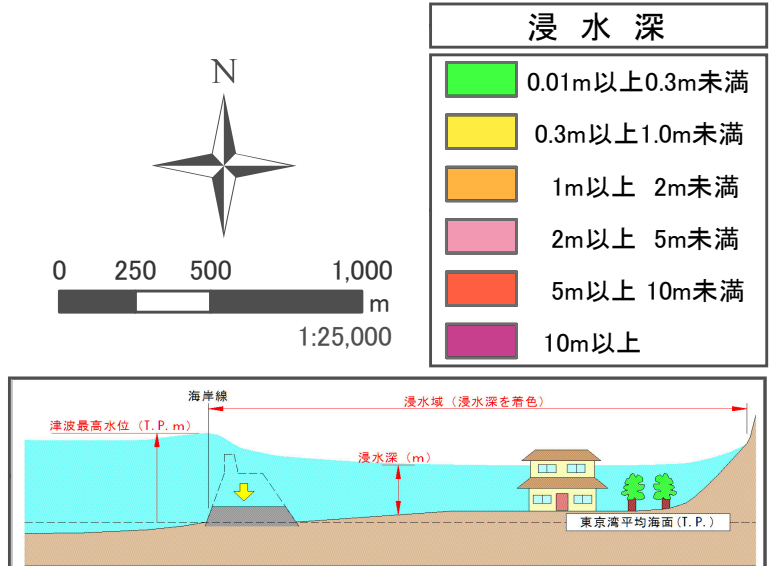 浸 水 深
N
0.01m以上0.3m未満
0.3m以上1.0m未満
1m以上 2m未満
2m以上 5m未満
5m以上 10m未満
10m以上
0 250 500 1,000
m
1:25,000
海岸線
浸水域（浸水深を着色）
津波最高水位（T.P.m）
浸水深（m）
東京湾平均海面(T.P.)